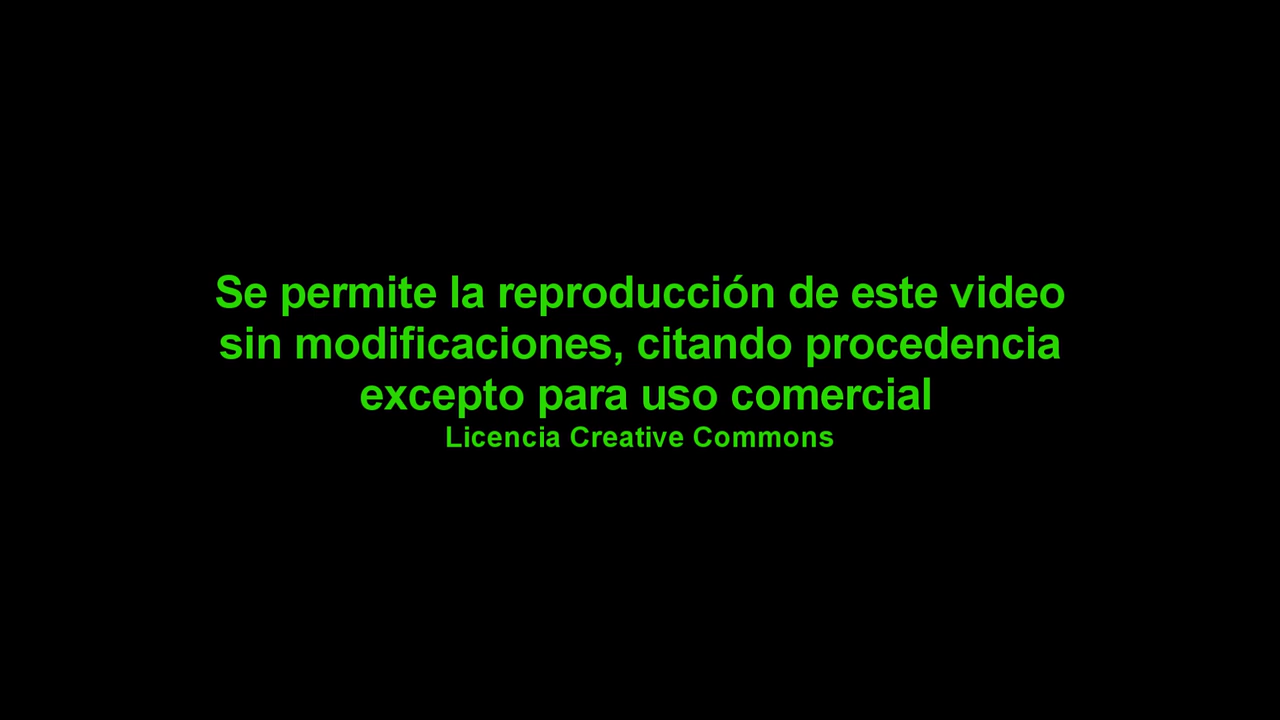 Se permite la reproducción de este video
sin modificaciones, citando procedencia
excepto para uso comercial
Licencia Creative Commons